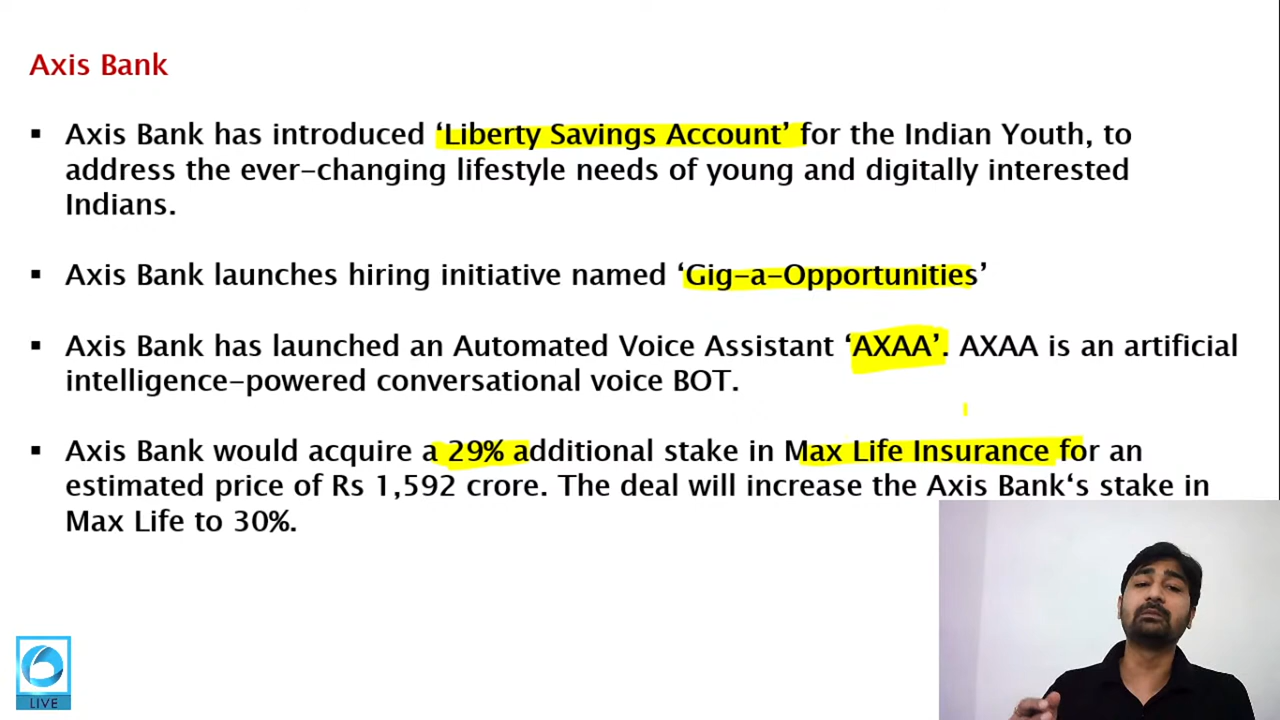 Axis Bank
▪ Axis Bank has introduced ‘Liberty Savings Account’ for the Indian Youth, to
address the ever-changing lifestyle needs of young and digitally interested
Indians.
▪ Axis Bank launches hiring initiative named ‘Gig-a-Opportunities’
▪ Axis Bank has launched an Automated Voice Assistant ‘AXAA’. AXAA is an artificial
intelligence-powered conversational voice BOT.
▪ Axis Bank would acquire a 29% additional stake in Max Life Insurance for an
estimated price of Rs 1,592 crore. The deal will increase the Axis Bank‘s stake in
Max Life to 30%.
LIVE